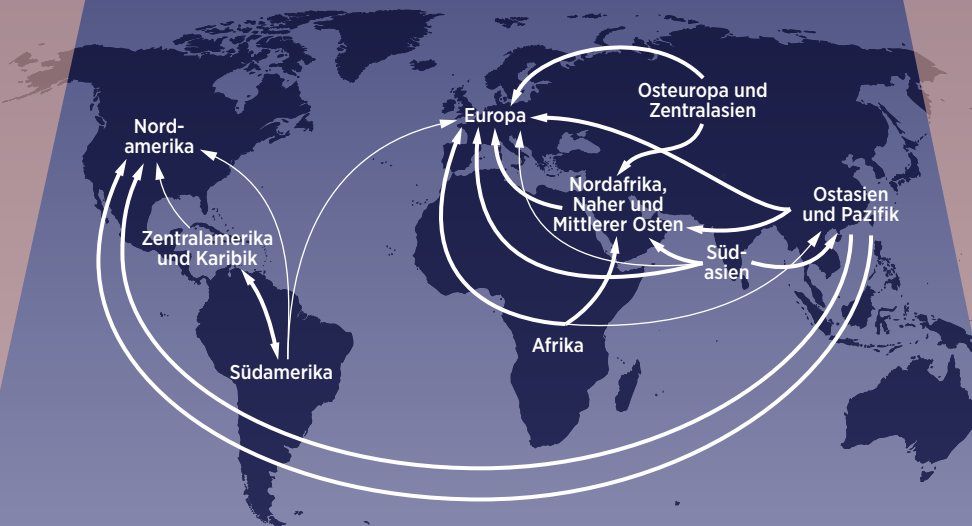 Osteuropa und
Zentralasien
Europa
Nord-
amerika
Nordafrika,
Naher und
Mittlerer Osten
Ostasien
und Pazifik
Zentralamerika
und Karibik
Süd-
asien
Afrika
Südamerika